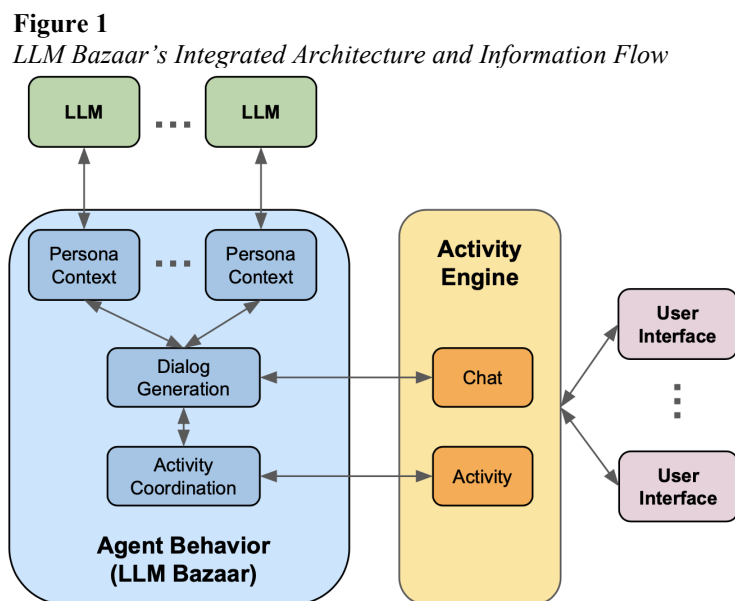 Figure 1
LLM Bazaar's Integrated Architecture and Information Flow
LLM
...
LLM
Persona
Context
...
Persona
Context
Dialog
Generation
Activity
Coordination
Agent Behavior
(LLM Bazaar)
Activity
Engine
Chat
Activity
User
Interface
...
User
Interface